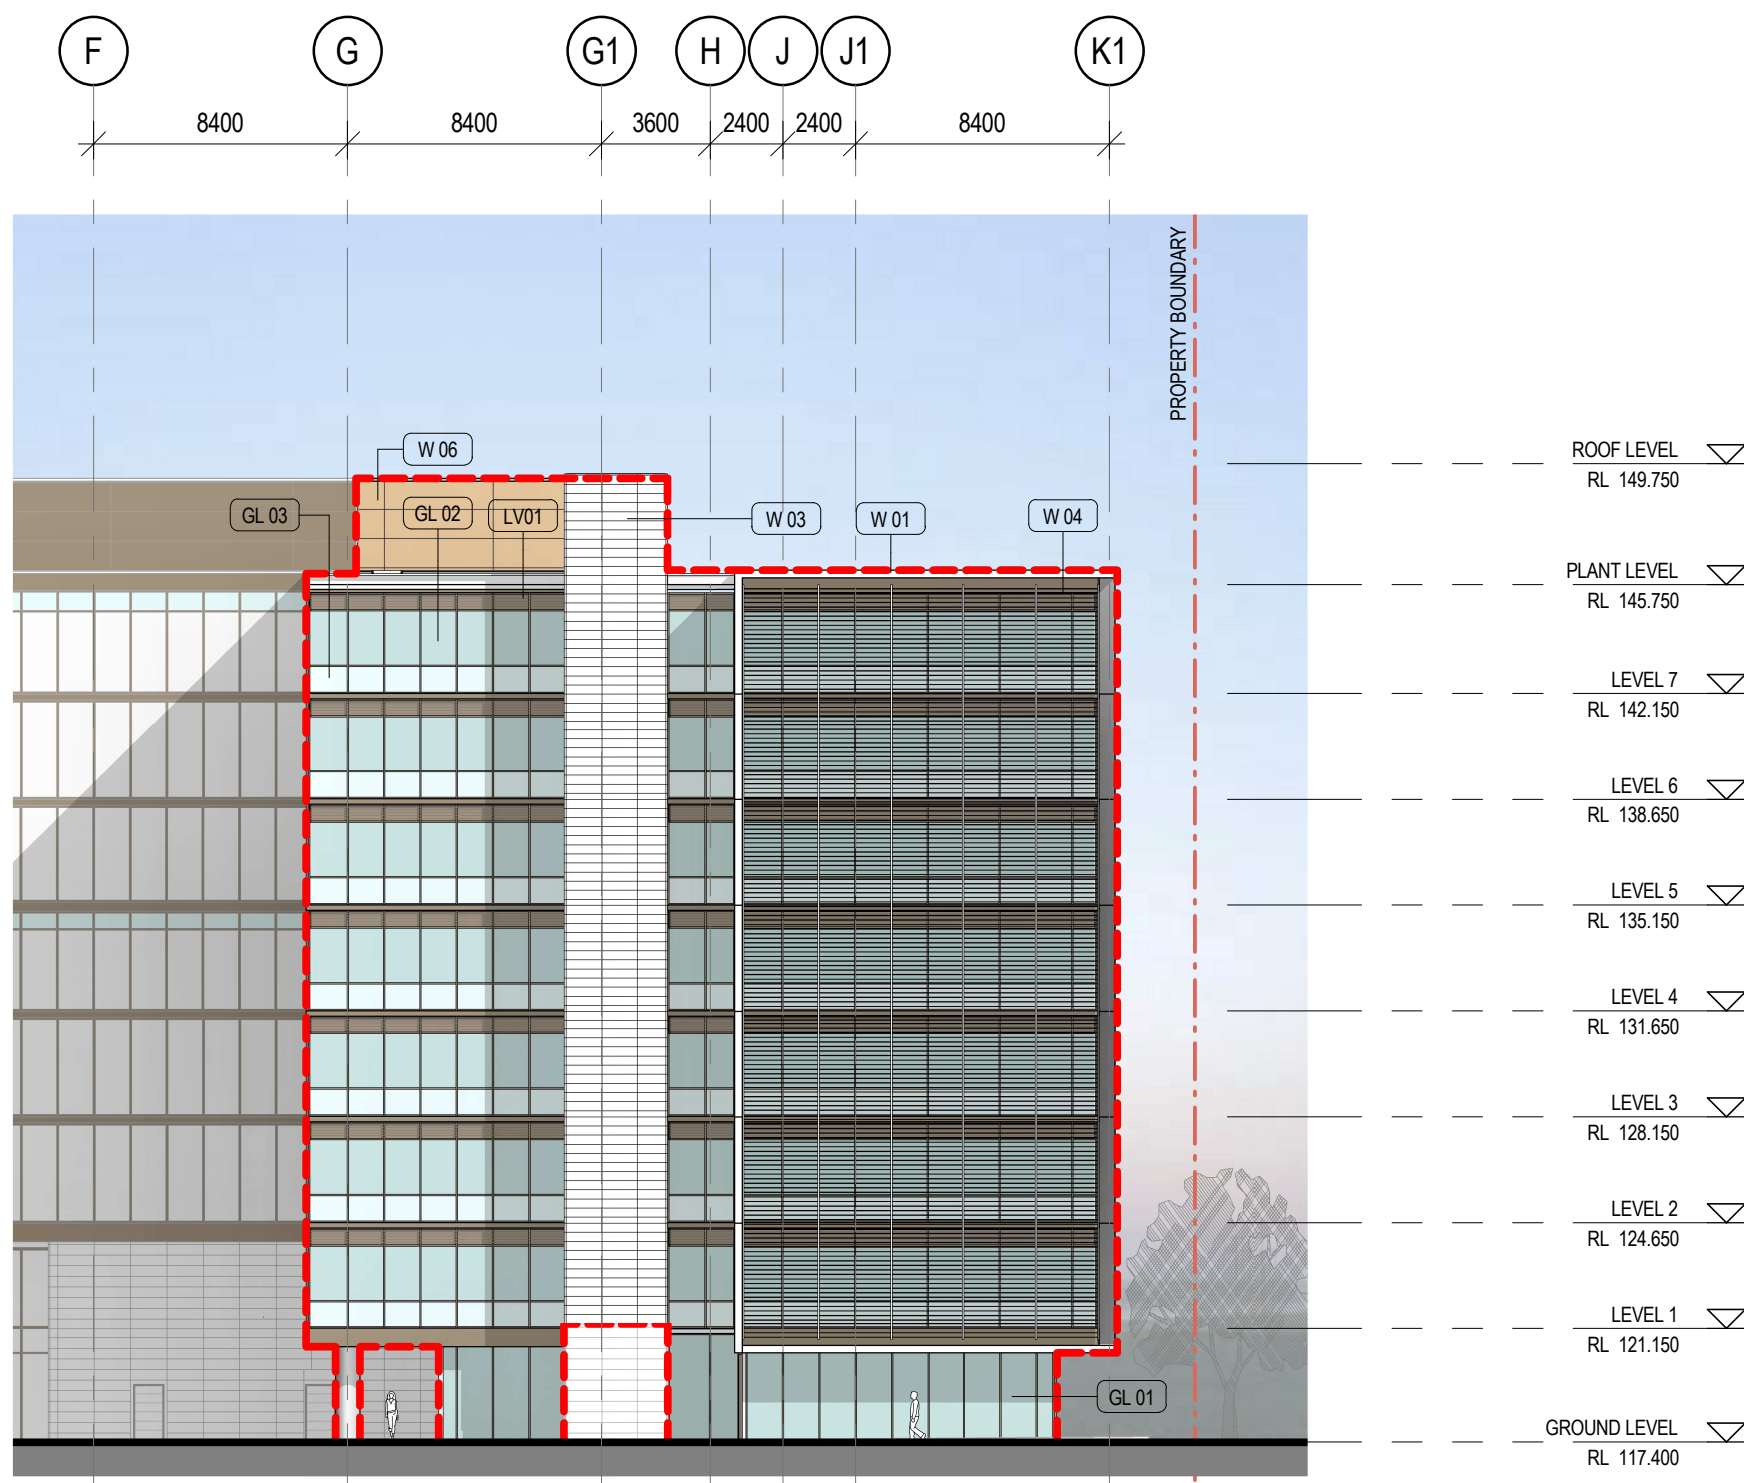 F G G1 H J J1 K1
8400 8400 3600 2400 2400 8400
PROPERTY BOUNDARY
W 06
GL 03 GL 02 LV01 W 03 W 01 W 04
GL 01
ROOF LEVEL
RL 149.750
PLANT LEVEL
RL 145.750
LEVEL 7
RL 142.150
LEVEL 6
RL 138.650
LEVEL 5
RL 135.150
LEVEL 4
RL 131.650
LEVEL 3
RL 128.150
LEVEL 2
RL 124.650
LEVEL 1
RL 121.150
GROUND LEVEL
RL 117.400